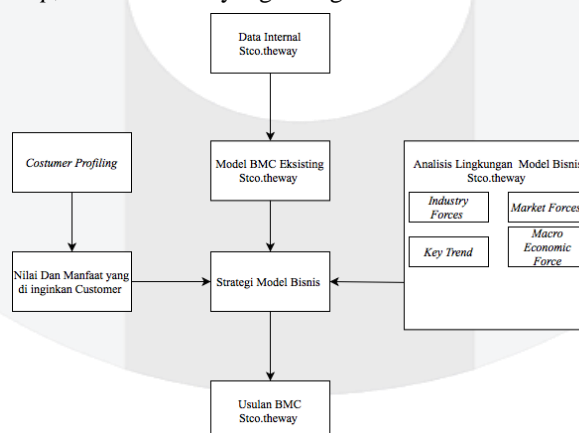 Data Internal
Stco.theway
Costumer Profiling
Model BMC Eksisting
Stco.theway
Analisis Lingkungan Model Bisnis
Stco.theway
Industry
Forces
Market Forces
Key Trend
Macro
Economic
Force
Nilai Dan Manfaat yang
di inginkan Customer
Strategi Model Bisnis
Usulan BMC
Stco.theway